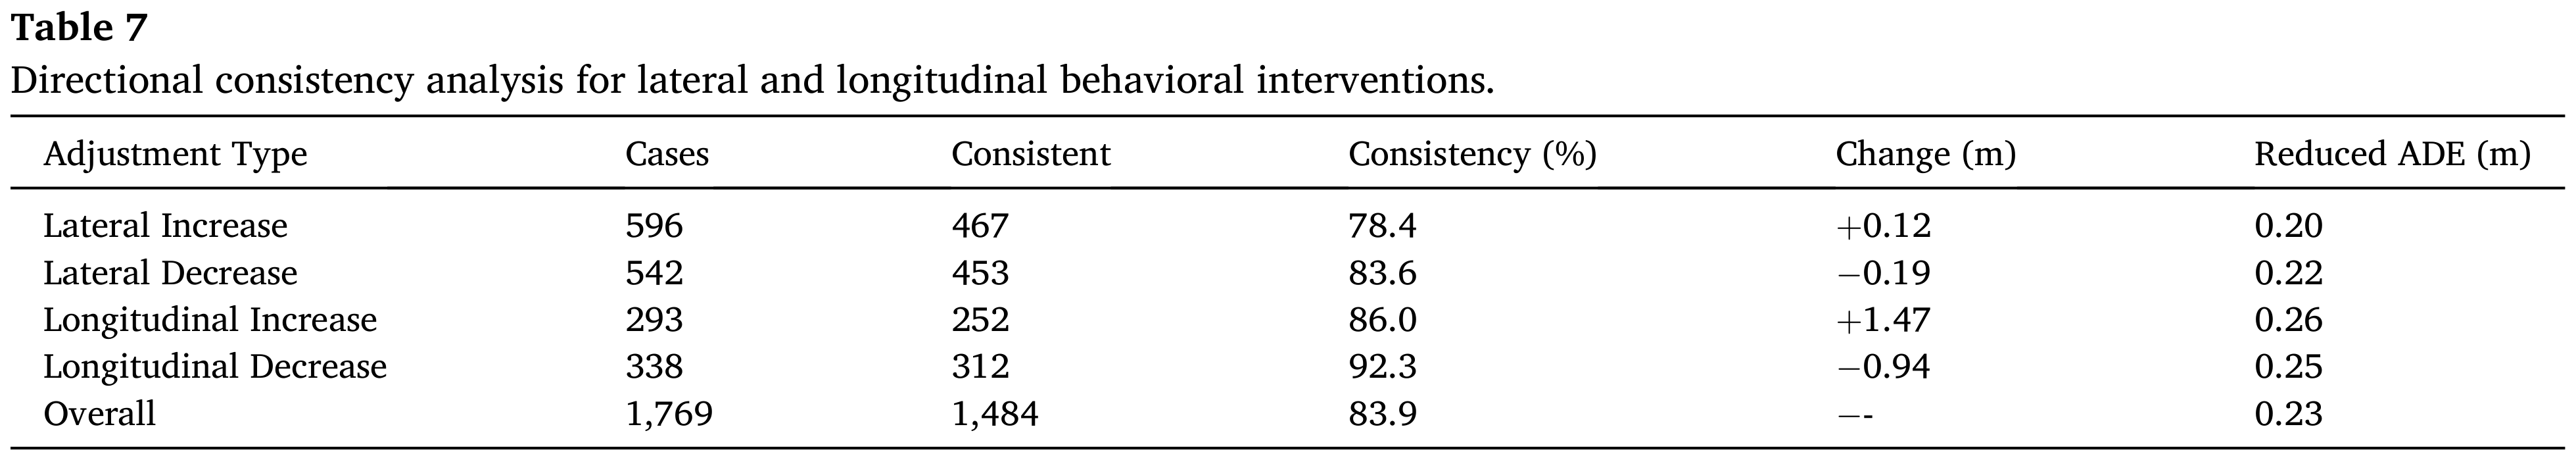 Table 7
Directional consistency analysis for lateral and longitudinal behavioral interventions.
Adjustment Type Cases Consistent Consistency (%) Change (m) Reduced ADE (m)
Lateral Increase 596 467 78.4 +0.12 0.20
Lateral Decrease 542 453 83.6 −0.19 0.22
Longitudinal Increase 293 252 86.0 +1.47 0.26
Longitudinal Decrease 338 312 92.3 −0.94 0.25
Overall 1,769 1,484 83.9 −- 0.23